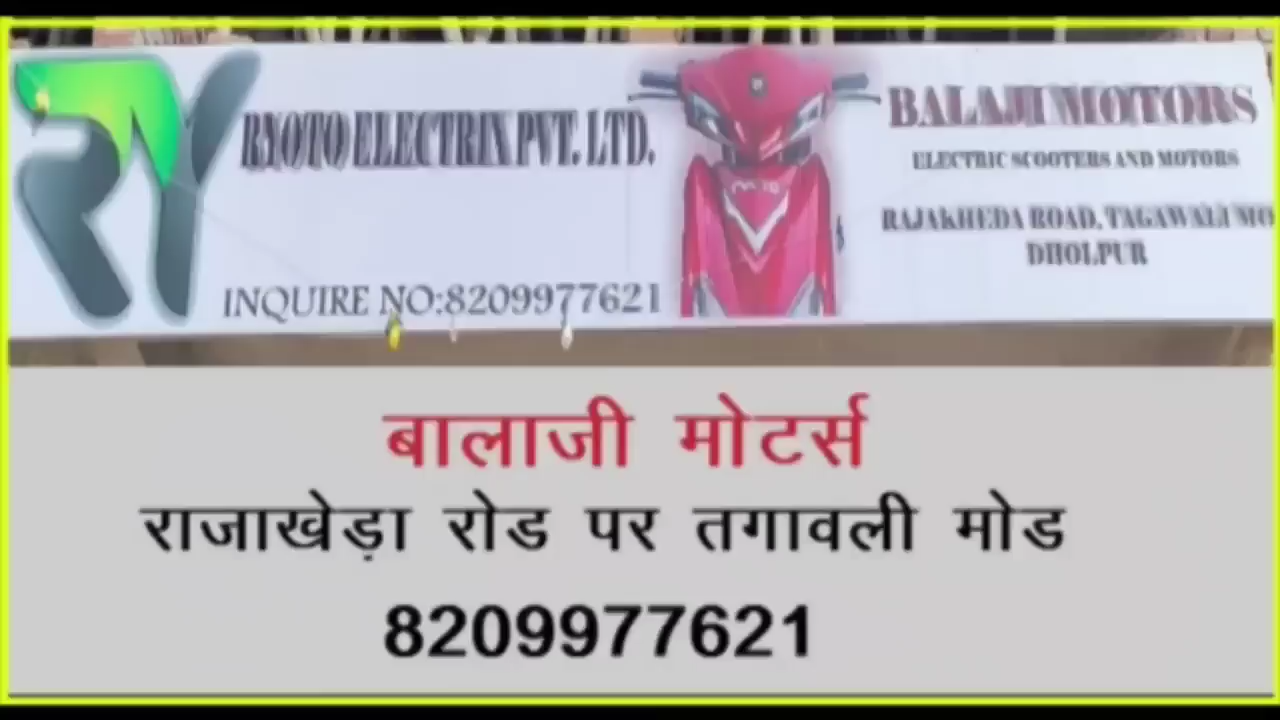 RY
RYOTO ELECTRIX PVT. LTD.
INQUIRE NO:8209977621
BALAJI MOTORS
ELECTRIC SCOOTERS AND MOTORS
RAJAKHEDA ROAD, TAGAWALI MO
DHOLPUR
बालाजी मोटर्स
राजाखेड़ा रोड पर तगावली मोड
8209977621